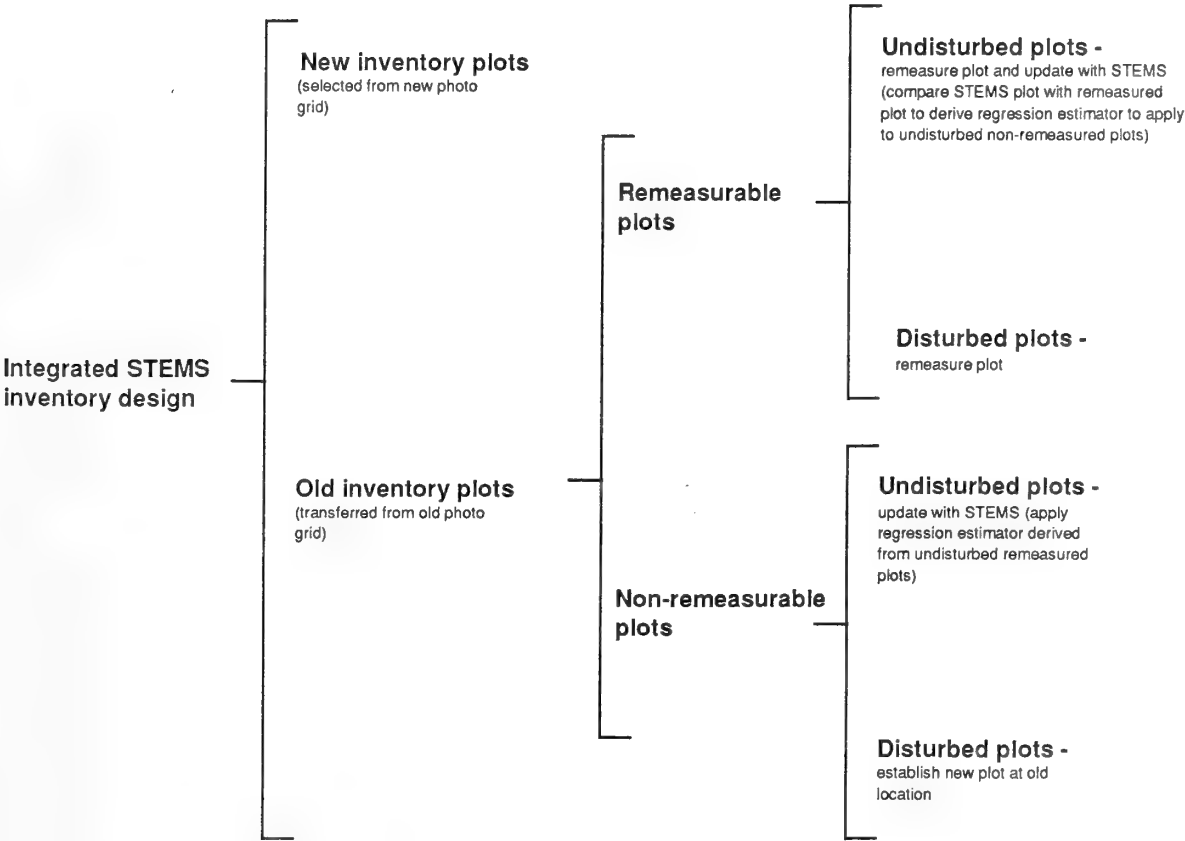 Integrated STEMS
inventory design
New inventory plots
(selected from new photo
grid)
Old inventory plots
(transferred from old photo
grid)
Remeasurable
plots
Non-remeasurable
plots
Undisturbed plots -
remeasure plot and update with STEMS
(compare STEMS plot with remeasured
plot to derive regression estimator to apply
to undisturbed non-remeasured plots)
Disturbed plots -
remeasure plot
Undisturbed plots -
update with STEMS (apply
regression estimator derived
from undisturbed remeasured
plots)
Disturbed plots -
establish new plot at old
location